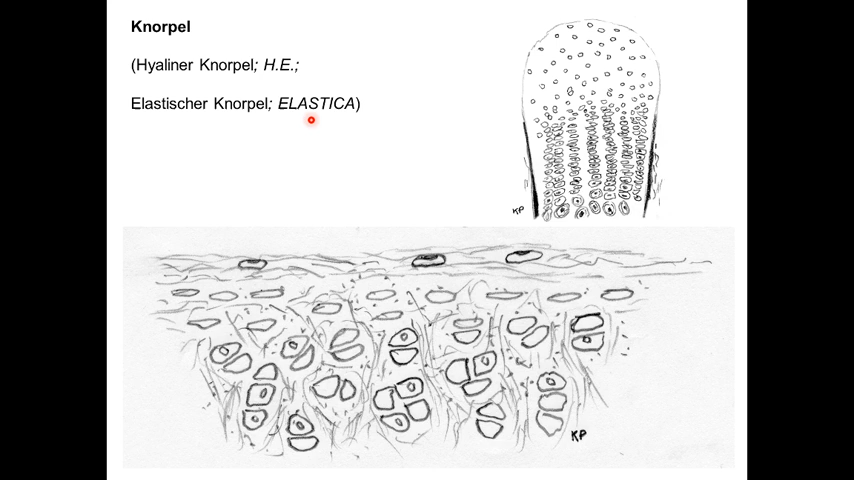 Knorpel
(Hyaliner Knorpel; H.E.;
Elastischer Knorpel; ELASTICA)
KP
KP